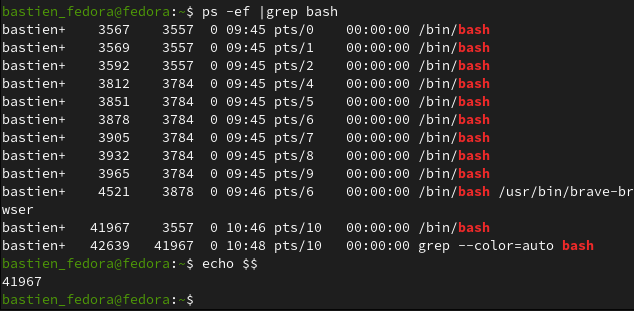 bastien_fedora@fedora:~$ ps -ef |grep bash
bastien+    3567    3557  0 09:45 pts/0    00:00:00 /bin/bash
bastien+    3569    3557  0 09:45 pts/1    00:00:00 /bin/bash
bastien+    3592    3557  0 09:45 pts/2    00:00:00 /bin/bash
bastien+    3812    3784  0 09:45 pts/4    00:00:00 /bin/bash
bastien+    3851    3784  0 09:45 pts/5    00:00:00 /bin/bash
bastien+    3878    3784  0 09:45 pts/6    00:00:00 /bin/bash
bastien+    3905    3784  0 09:45 pts/7    00:00:00 /bin/bash
bastien+    3932    3784  0 09:45 pts/8    00:00:00 /bin/bash
bastien+    3965    3784  0 09:45 pts/9    00:00:00 /bin/bash
bastien+    4521    3878  0 09:46 pts/6    00:00:00 /bin/bash /usr/bin/brave-br
wser
bastien+   41967    3557  0 10:46 pts/10   00:00:00 /bin/bash
bastien+   42639   41967  0 10:48 pts/10   00:00:00 grep --color=auto bash
bastien_fedora@fedora:~$ echo $$
41967
bastien_fedora@fedora:~$